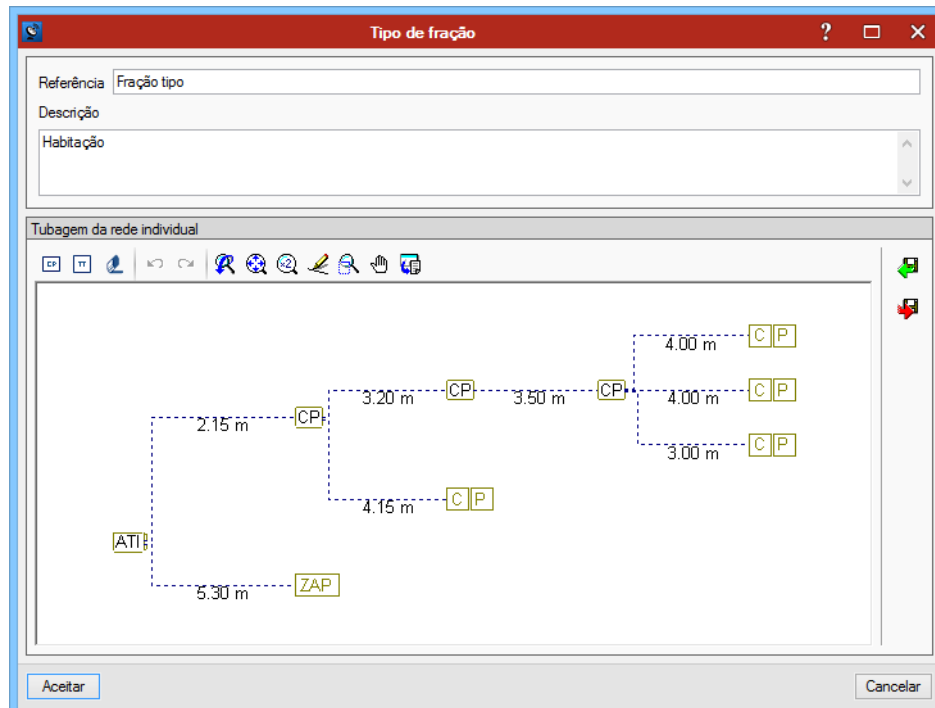 Tipo de fração ?
Referência Fração tipo
Descrição
Habitação
Tubagem da rede individual
CP TT x2
4.00 m C P
2.15 m CP 3.20 m CP 3.50 m CP 4.00 m C P
3.00 m C P
4.15 m C P
ATI
5.30 m ZAP
Aceitar Cancelar